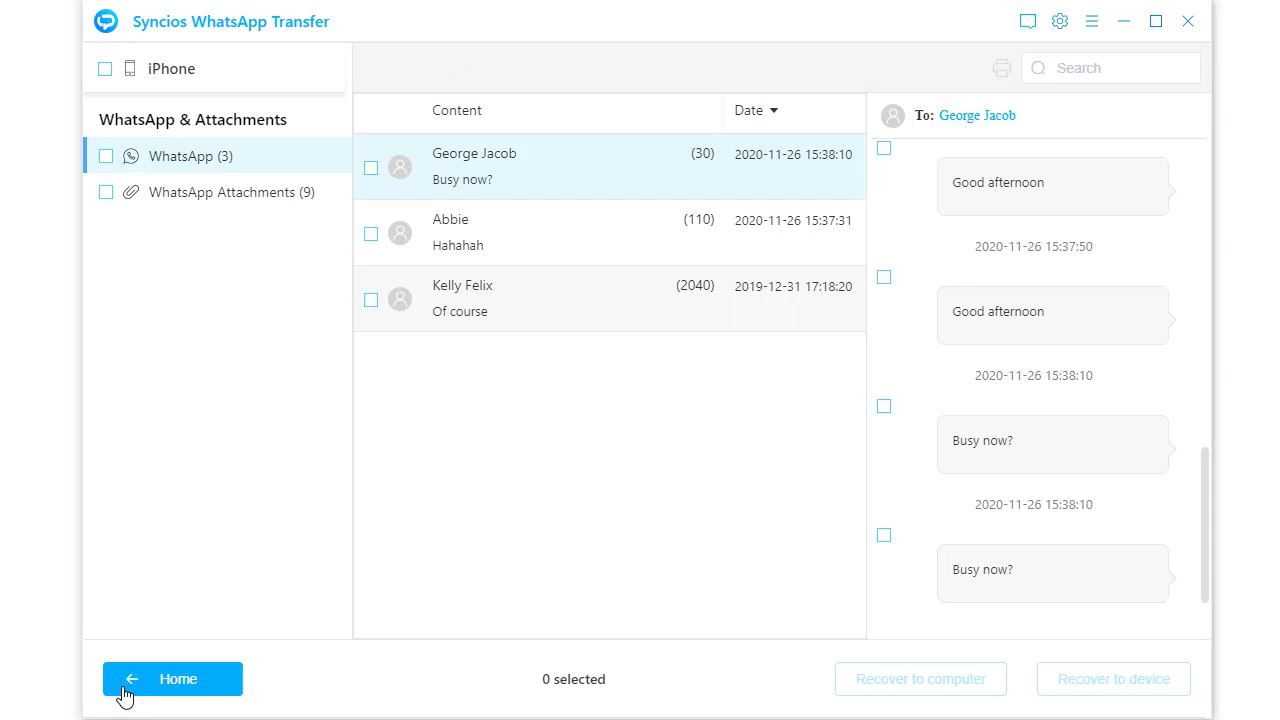 Syncios WhatsApp Transfer
iPhone
Search
WhatsApp & Attachments
WhatsApp (3)
WhatsApp Attachments (9)
Content Date
George Jacob (30) 2020-11-26 15:38:10
Busy now?
Abbie (110) 2020-11-26 15:37:31
Hahahah
Kelly Felix (2040) 2019-12-31 17:18:20
Of course
To: George Jacob
Good afternoon
2020-11-26 15:37:50
Good afternoon
2020-11-26 15:38:10
Busy now?
2020-11-26 15:38:10
Busy now?
Home
0 selected
Recover to computer
Recover to device